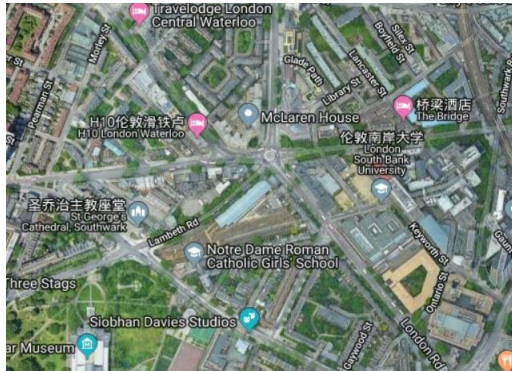 Travelodge London
Central Waterloo
Morley St
Pearman St
Glade Path
Library St
Lancaster St
Boyfield St
Silex St
Southwark B
桥梁酒店
The Bridge
H10伦敦滑铁卢
H10 London Waterloo
McLaren House
伦敦南岸大学
London
South Bank
University
圣乔治主教座堂
St George's
Cathedral, Southwark
Lambeth Rd
Notre Dame Roman
Catholic Girls' School
Keyworth St
Ontario St
Gaun
Three Stags
Siobhan Davies Studios
ar Museum
Gaywood St
London Rd